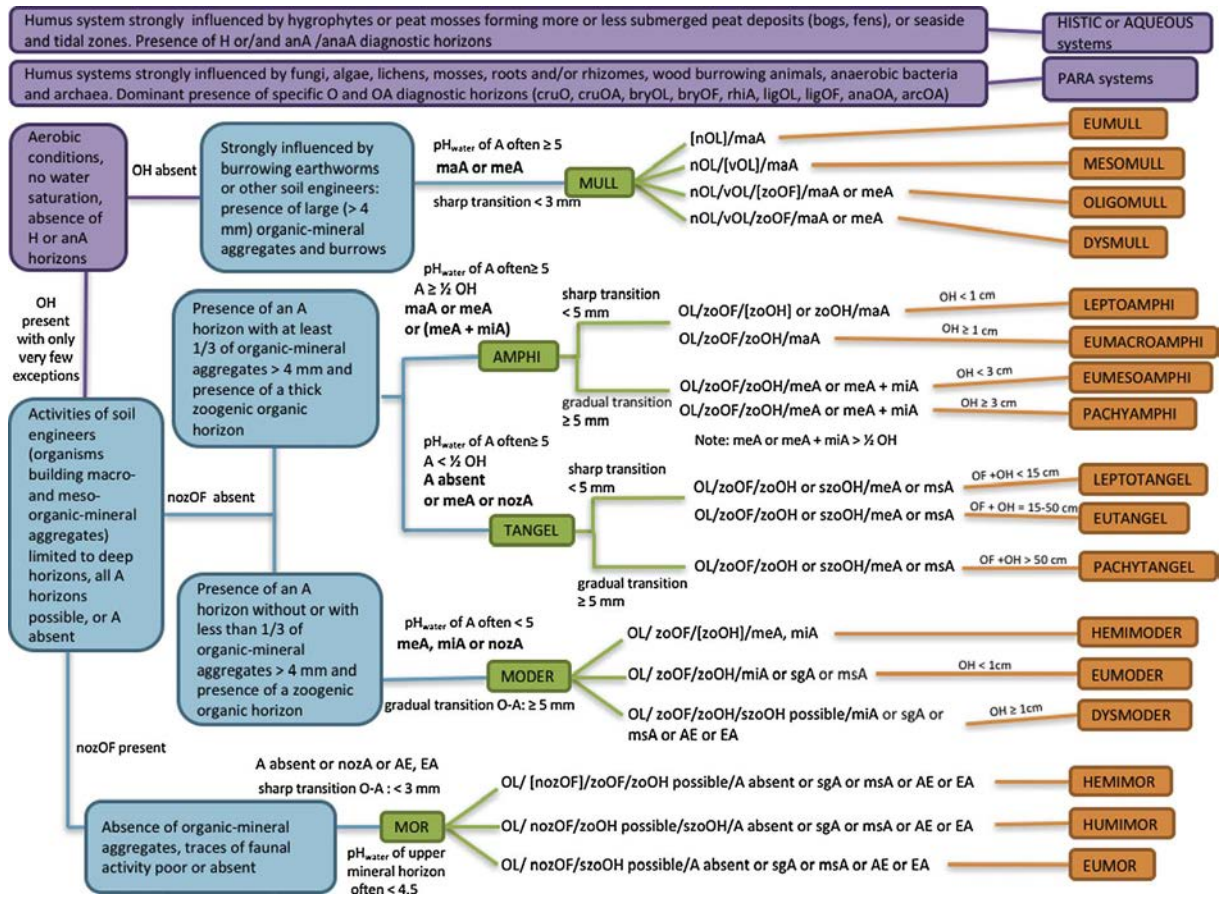 Humus system strongly influenced by hygrophytes or peat mosses forming more or less submerged peat deposits (bogs, fens), or seaside
and tidal zones. Presence of H or/and anA /anaA diagnostic horizons
HISTIC or AQUEOUS
systems
Humus systems strongly influenced by fungi, algae, lichens, mosses, roots and/or rhizomes, wood burrowing animals, anaerobic bacteria
and archaea. Dominant presence of specific O and OA diagnostic horizons (cruO, cruOA, bryOL, bryOF, rhiA, ligOL, ligOF, anaOA, arcOA)
PARA systems
Aerobic
conditions,
no water
saturation,
absence of
H or anA
horizons
OH absent
Strongly influenced by
burrowing earthworms
or other soil engineers:
presence of large (> 4
mm) organic-mineral
aggregates and burrows
pHwater of A often ≥ 5
maA or meA
sharp transition < 3 mm
MULL
[nOL]/maA
EUMULL
nOL/[vOL]/maA
MESOMULL
nOL/vOL/[zoOF]/maA or meA
OLIGOMULL
nOL/vOL/zoOF/maA or meA
DYSMULL
OH
present
with only
very few
exceptions
Activities of soil
engineers
(organisms
building macro-
and meso-
organic-mineral
aggregates)
limited to deep
horizons, all A
horizons
possible, or A
absent
nozOF absent
Presence of an A
horizon with at least
1/3 of organic-mineral
aggregates > 4 mm and
presence of a thick
zoogenic organic
horizon
pHwater of A often≥ 5
A ≥ ½ OH
maA or meA
or (meA + miA)
AMPHI
sharp transition
< 5 mm
OL/zoOF/[zoOH] or zoOH/maA
OH < 1 cm
LEPTOAMPHI
OL/zoOF/zoOH/maA
OH ≥ 1 cm
EUMACROAMPHI
gradual transition
≥ 5 mm
OL/zoOF/zoOH/meA or meA + miA
OH < 3 cm
EUMESOAMPHI
OL/zoOF/zoOH/meA or meA + miA
OH ≥ 3 cm
PACHYAMPHI
Note: meA or meA + miA > ½ OH
pHwater of A often≥ 5
A < ½ OH
A absent
or meA or nozA
TANGEL
sharp transition
< 5 mm
OL/zoOF/zoOH or szoOH/meA or msA
OF +OH < 15 cm
LEPTOTANGEL
OL/zoOF/zoOH or szoOH/meA or msA
OF + OH = 15-50 cm
EUTANGEL
gradual transition
≥ 5 mm
OL/zoOF/zoOH or szoOH/meA or msA
OF +OH > 50 cm
PACHYTANGEL
Presence of an A
horizon without or with
less than 1/3 of
organic-mineral
aggregates > 4 mm and
presence of a zoogenic
organic horizon
pHwater of A often < 5
meA, miA or nozA
MODER
gradual transition O-A: ≥ 5 mm
OL/ zoOF/[zoOH]/meA, miA
HEMIMODER
OL/ zoOF/zoOH/miA or sgA or msA
OH < 1cm
EUMODER
OL/ zoOF/zoOH/szoOH possible/miA or sgA or
msA or AE or EA
OH ≥ 1cm
DYSMODER
nozOF present
Absence of organic-mineral
aggregates, traces of faunal
activity poor or absent
A absent or nozA or AE, EA
sharp transition O-A : < 3 mm
MOR
pHwater of upper
mineral horizon
often < 4.5
OL/ [nozOF]/zoOF/zoOH possible/A absent or sgA or msA or AE or EA
HEMIMOR
OL/ nozOF/zoOH possible/szoOH/A absent or sgA or msA or AE or EA
HUMIMOR
OL/ nozOF/szoOH possible/A absent or sgA or msA or AE or EA
EUMOR